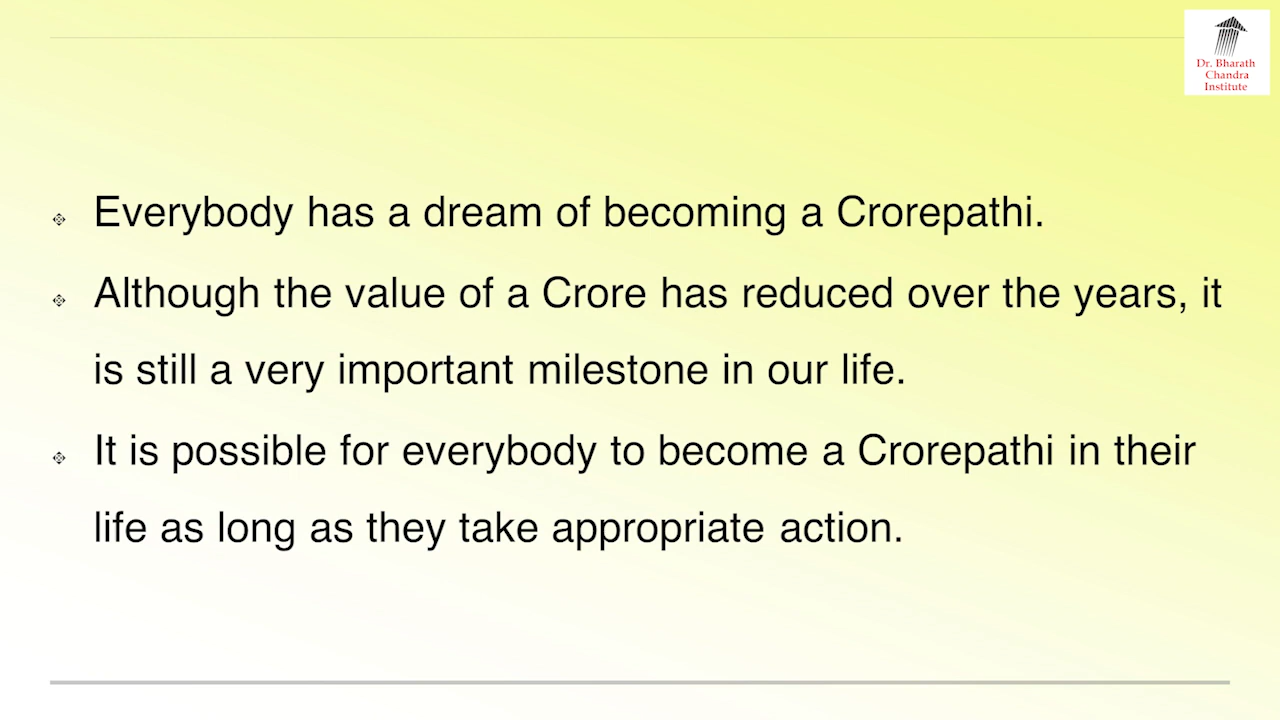 Dr. Bharath
Chandra
Institute
Everybody has a dream of becoming a Crorepathi.
Although the value of a Crore has reduced over the years, it
is still a very important milestone in our life.
It is possible for everybody to become a Crorepathi in their
life as long as they take appropriate action.